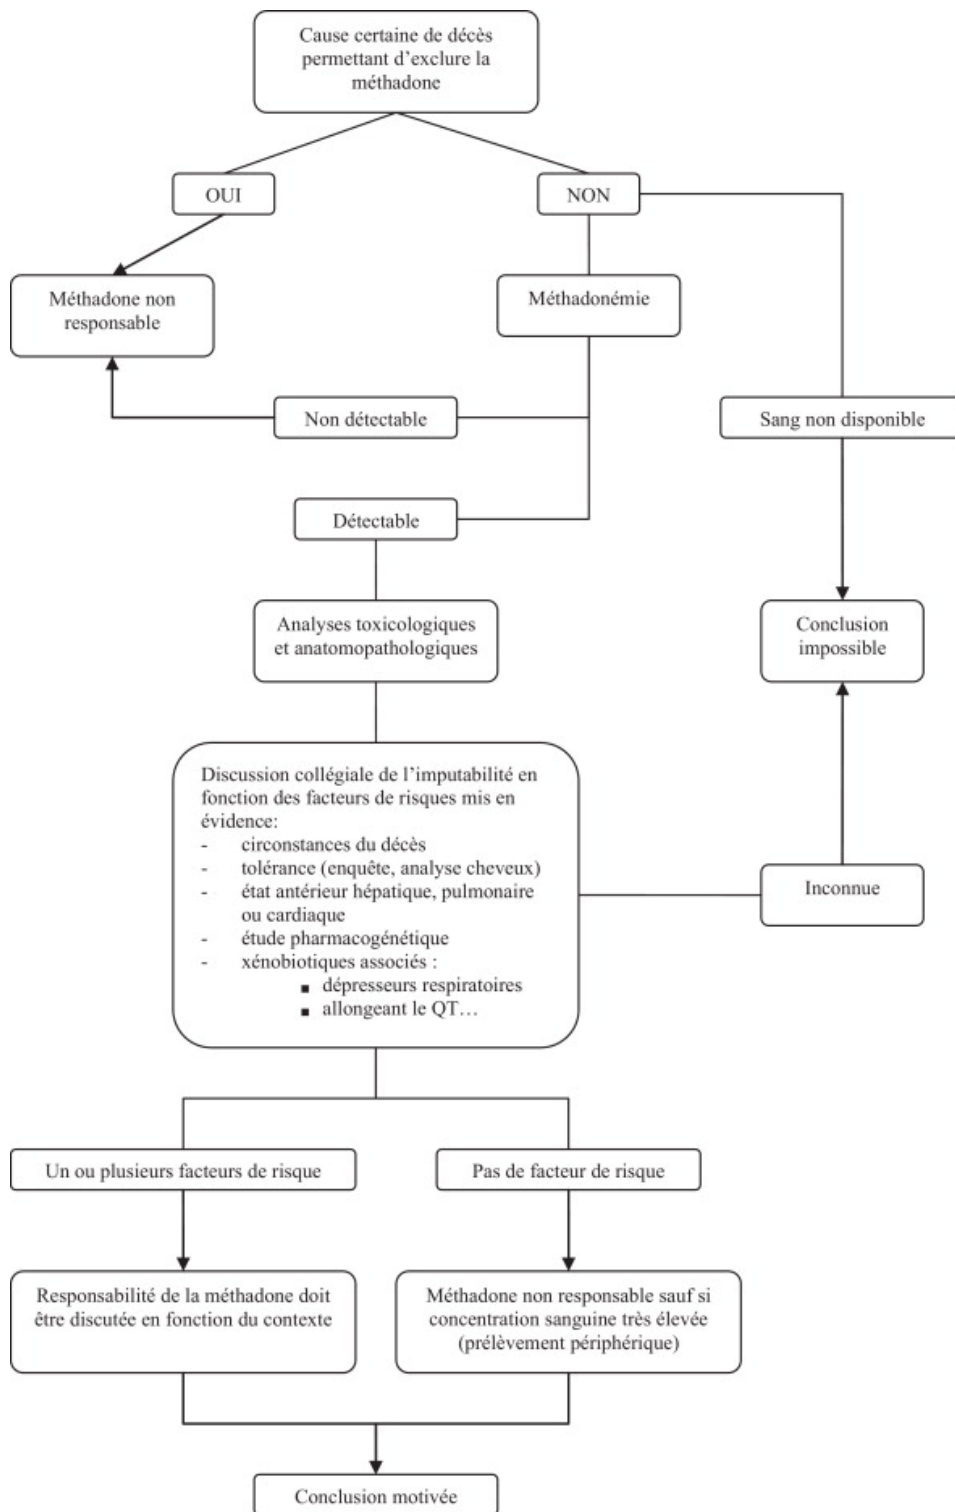 Cause certaine de décès
permettant d'exclure la
méthadone
OUI
NON
Méthadone non
responsable
Méthadonémie
Non détectable
Sang non disponible
Détectable
Analyses toxicologiques
et anatomopathologiques
Conclusion
impossible
Discussion collégiale de l'imputabilité en
fonction des facteurs de risques mis en
évidence:
- circonstances du décès
- tolérance (enquête, analyse cheveux)
- état antérieur hépatique, pulmonaire
ou cardiaque
- étude pharmacogénétique
- xénobiotiques associés :
■ dépresseurs respiratoires
■ allongeant le QT…
Inconnue
Un ou plusieurs facteurs de risque
Pas de facteur de risque
Responsabilité de la méthadone doit
être discutée en fonction du contexte
Méthadone non responsable sauf si
concentration sanguine très élevée
(prélèvement périphérique)
Conclusion motivée